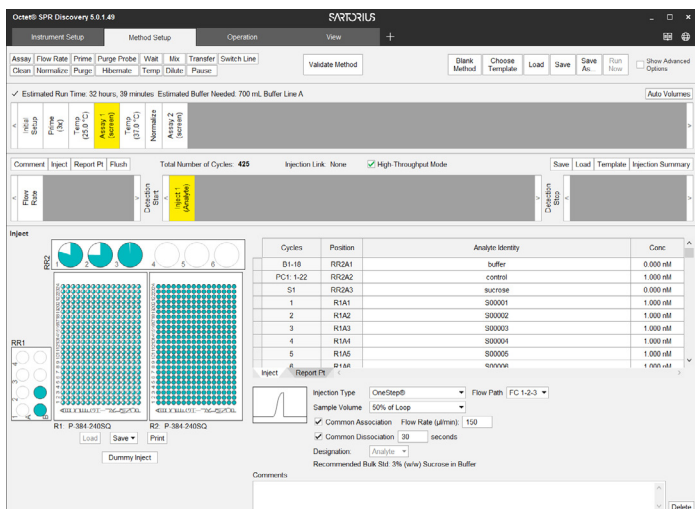 Octet® SPR Discovery 5.0.1.49
SARTORIUS
Instrument Setup Method Setup Operation View +
Assay Flow Rate Prime Purge Probe Wait Mix Transfer Switch Line
Clean Normalize Purge Hibernate Temp Dilute Pause
Validate Method
Blank Method
Choose Template
Load
Save
Save As...
Run Now
Show Advanced Options
✓ Estimated Run Time: 32 hours, 39 minutes Estimated Buffer Needed: 700 mL Buffer Line A
Auto Volumes
Initial Setup
Prime (3x)
Temp (25.0 °C)
Assay 1 (screen)
Temp (37.0 °C)
Normalize
Assay 2 (screen)
Comment Inject Report Pt Flush
Total Number of Cycles: 425
Injection Link: None
High-Throughput Mode
Save Load Template Injection Summary
Flow Rate
Detection Start
Inject 1 (Analyte)
Detection Stop
Inject
RR2
1 2 3 4 5 6
RR1
R1: P-384-240SQ
R2: P-384-240SQ
Load Save Print
Dummy Inject
Cycles Position Analyte Identity Conc.
B1-18 RR2A1 buffer 0.000 nM
PC1: 1-22 RR2A2 control 1.000 nM
S1 RR2A3 sucrose 0.000 nM
1 R1A1 S00001 1.000 nM
2 R1A2 S00002 1.000 nM
3 R1A3 S00003 1.000 nM
4 R1A4 S00004 1.000 nM
5 R1A5 S00005 1.000 nM
6 R1A6 S00006 1.000 nM
Inject Report Pt
Injection Type OneStep® Flow Path FC 1-2-3
Sample Volume 50% of Loop
Common Association Flow Rate (µl/min): 150
Common Dissociation 30 seconds
Designation: Analyte
Recommended Bulk Std. 3% (w/w) Sucrose in Buffer
Comments
Delete